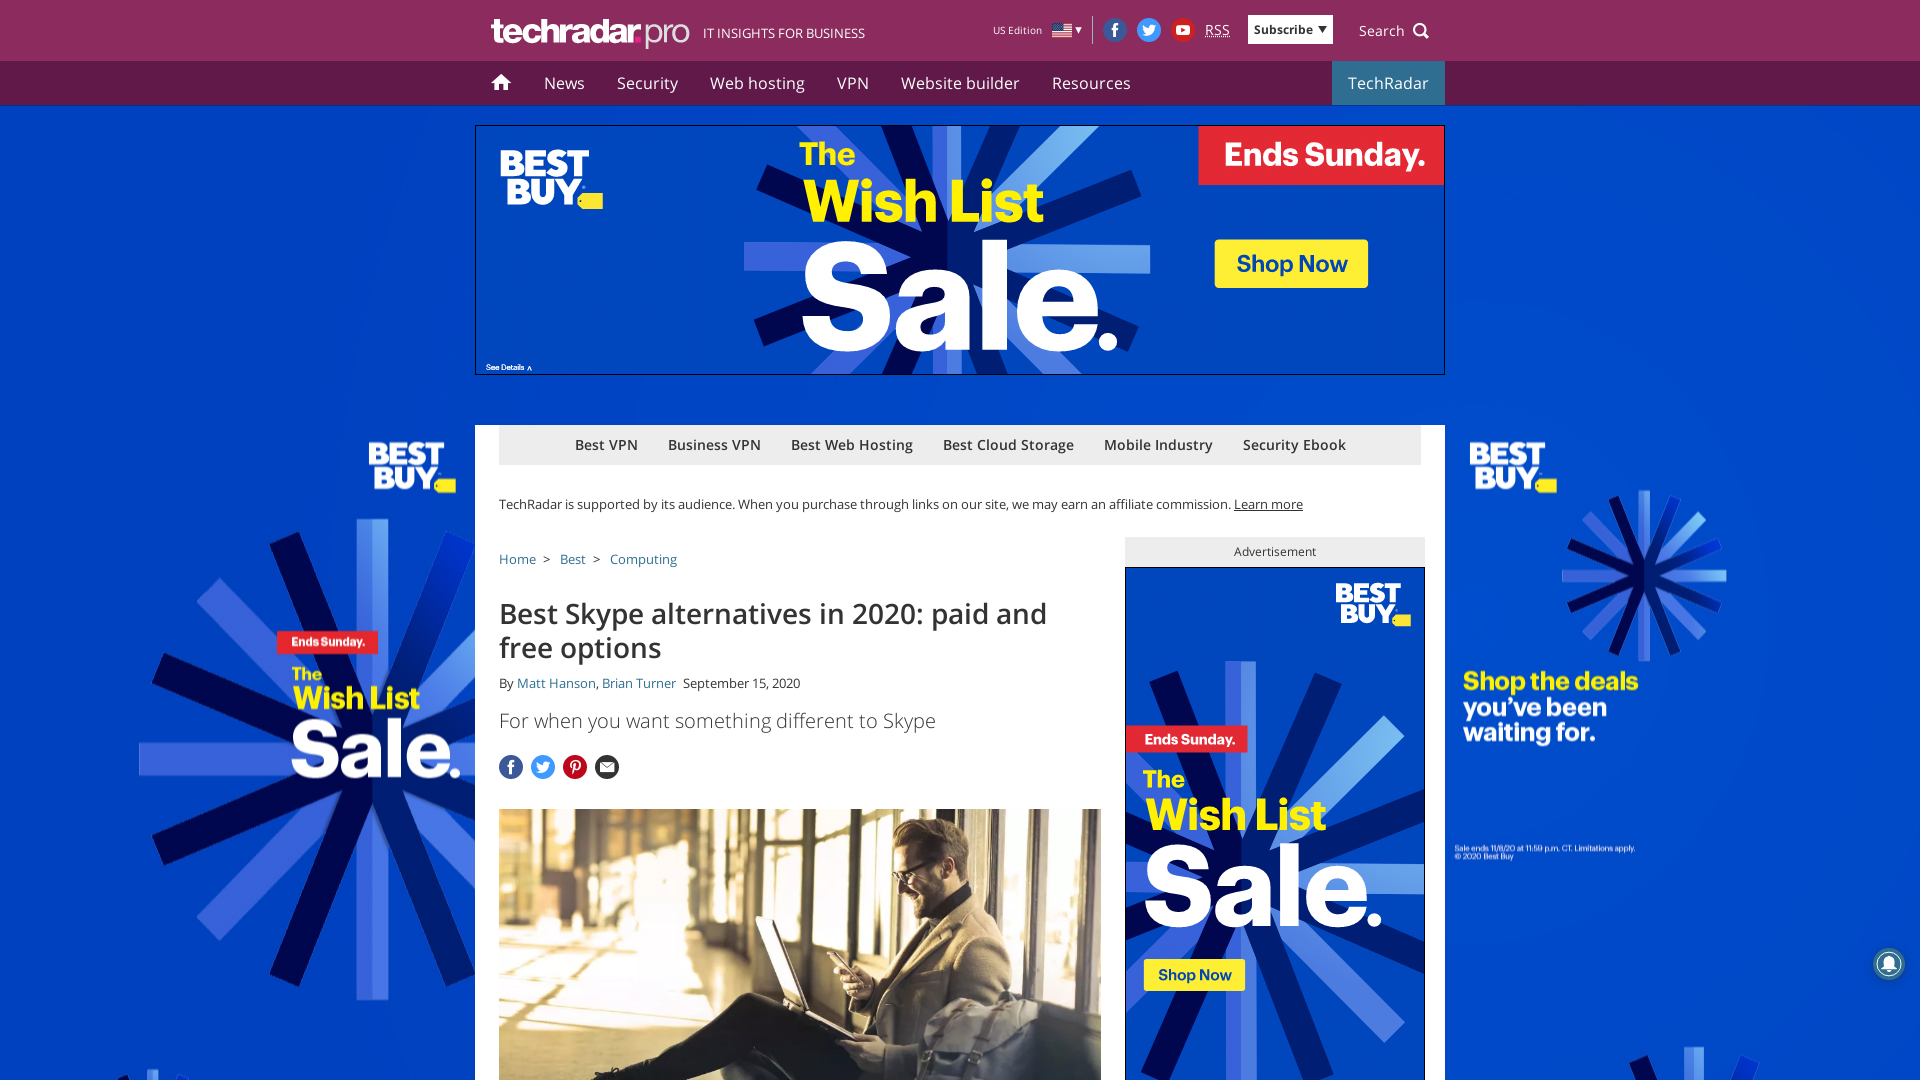 techradar.pro IT INSIGHTS FOR BUSINESS
US Edition
RSS
Subscribe
Search
News Security Web hosting VPN Website builder Resources TechRadar
BEST BUY
The
Wish List
Sale.
Ends Sunday.
Shop Now
See Details
Best VPN Business VPN Best Web Hosting Best Cloud Storage Mobile Industry Security Ebook
TechRadar is supported by its audience. When you purchase through links on our site, we may earn an affiliate commission. Learn more
Home > Best > Computing
Best Skype alternatives in 2020: paid and
free options
By Matt Hanson, Brian Turner September 15, 2020
For when you want something different to Skype
Advertisement
BEST BUY
Ends Sunday.
The
Wish List
Sale.
Shop Now
BEST BUY
Ends Sunday.
The
Wish List
Sale.
BEST BUY
Shop the deals
you've been
waiting for.
Sale ends 11/8/20 at 11:59 p.m. CT. Limitations apply.
© 2020 Best Buy